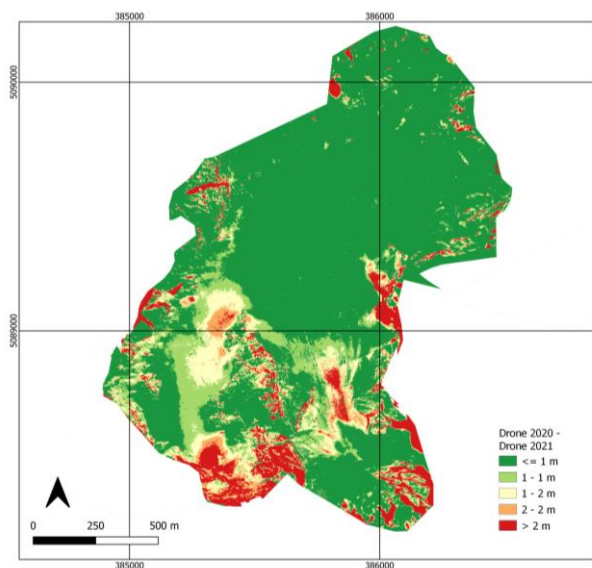 385000 386000
5090000
5089000
Drone 2020 -
Drone 2021
<= 1 m
1 - 1 m
1 - 2 m
2 - 2 m
> 2 m
0 250 500 m
385000 386000